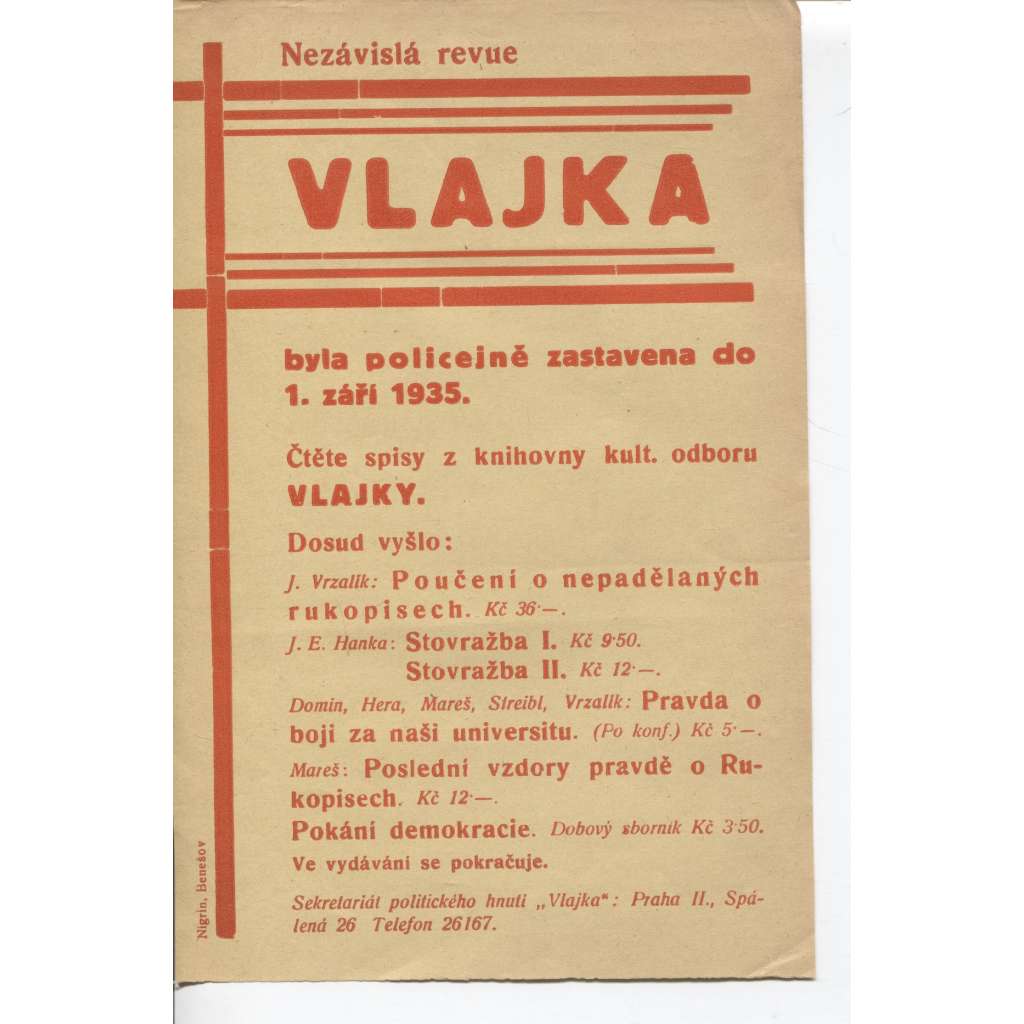 Nezávislá revue
VLAJKA
byla policejně zastavena do
1. září 1935.
Čtěte spisy z knihovny kult. odboru
VLAJKY.
Dosud vyšlo:
J. Vrzalík: Poučení o nepadělaných
rukopisech. Kč 36·—.
J. E. Hanka: Stovražba I. Kč 9·50.
Stovražba II. Kč 12·—.
Domin, Hera, Mareš, Streibl, Vrzalík: Pravda o
boji za naši universitu. (Po konf.) Kč 5·—.
Mareš: Poslední vzdory pravdě o Ru-
kopisech. Kč 12·—.
Pokání demokracie. Dobový sborník Kč 3·50.
Ve vydávání se pokračuje.
Sekretariát politického hnutí „Vlajka“: Praha II., Spá-
lená 26 Telefon 26167.
Nigrin, Benešov